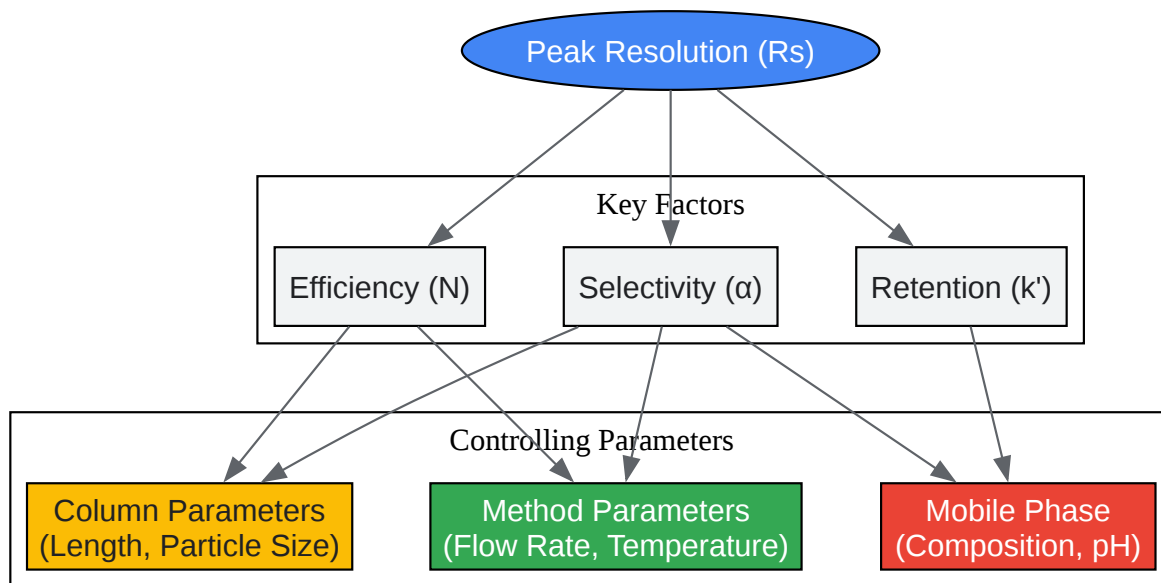 Peak Resolution (Rs)
Key Factors
Efficiency (N)
Selectivity (α)
Retention (k')
Controlling Parameters
Column Parameters
(Length, Particle Size)
Method Parameters
(Flow Rate, Temperature)
Mobile Phase
(Composition, pH)